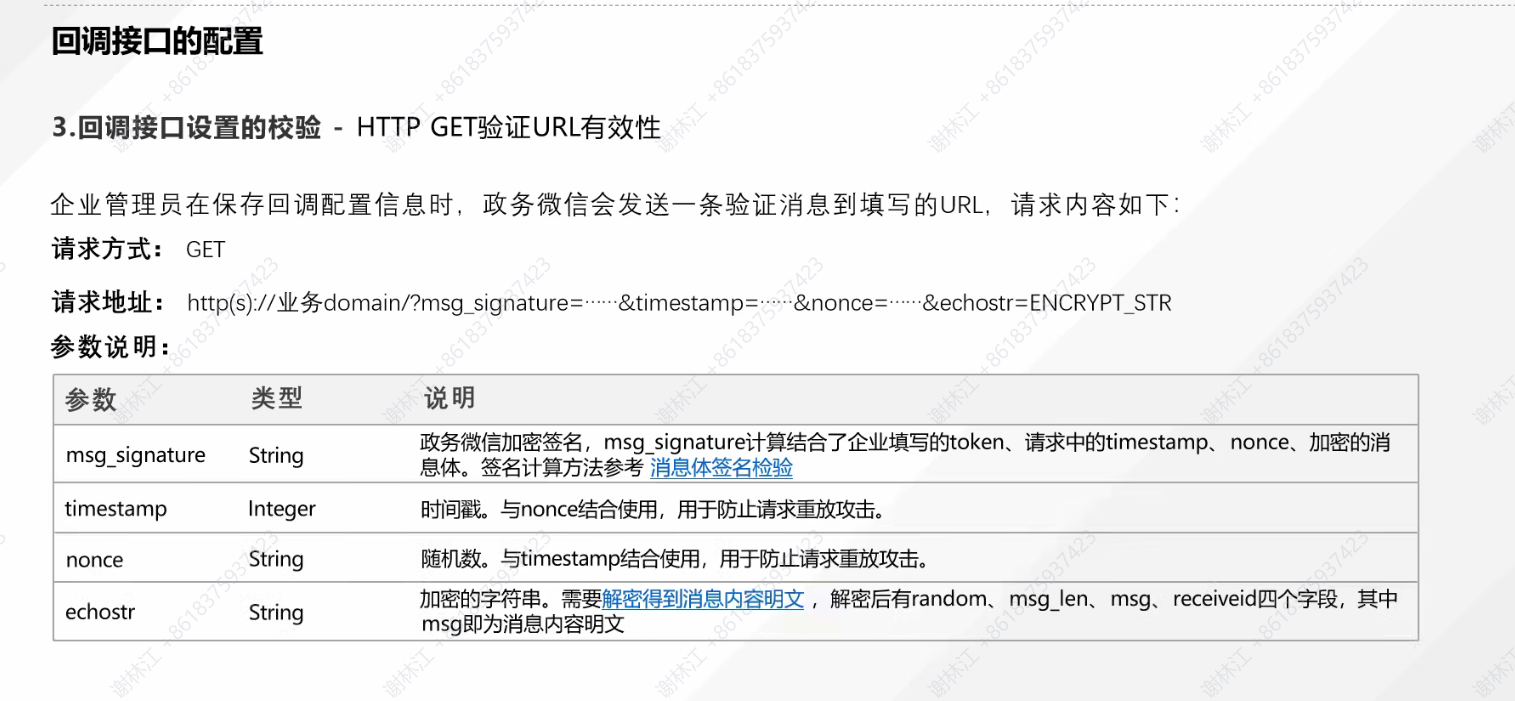 回调接口的配置
3.回调接口设置的校验 - HTTP GET验证URL有效性
企业管理员在保存回调配置信息时，政务微信会发送一条验证消息到填写的URL，请求内容如下：
请求方式： GET
请求地址： http(s)://业务domain/?msg_signature=······&timestamp=······&nonce=······&echostr=ENCRYPT_STR
参数说明：
参数 类型 说明
msg_signature String 政务微信加密签名，msg_signature计算结合了企业填写的token、请求中的timestamp、nonce、加密的消
息体。签名计算方法参考 消息体签名检验
timestamp Integer 时间戳。与nonce结合使用，用于防止请求重放攻击。
nonce String 随机数。与timestamp结合使用，用于防止请求重放攻击。
echostr String 加密的字符串。需要解密得到消息内容明文 ，解密后有random、msg_len、msg、receiveid四个字段，其中
msg即为消息内容明文
谢林江 +8618375937423